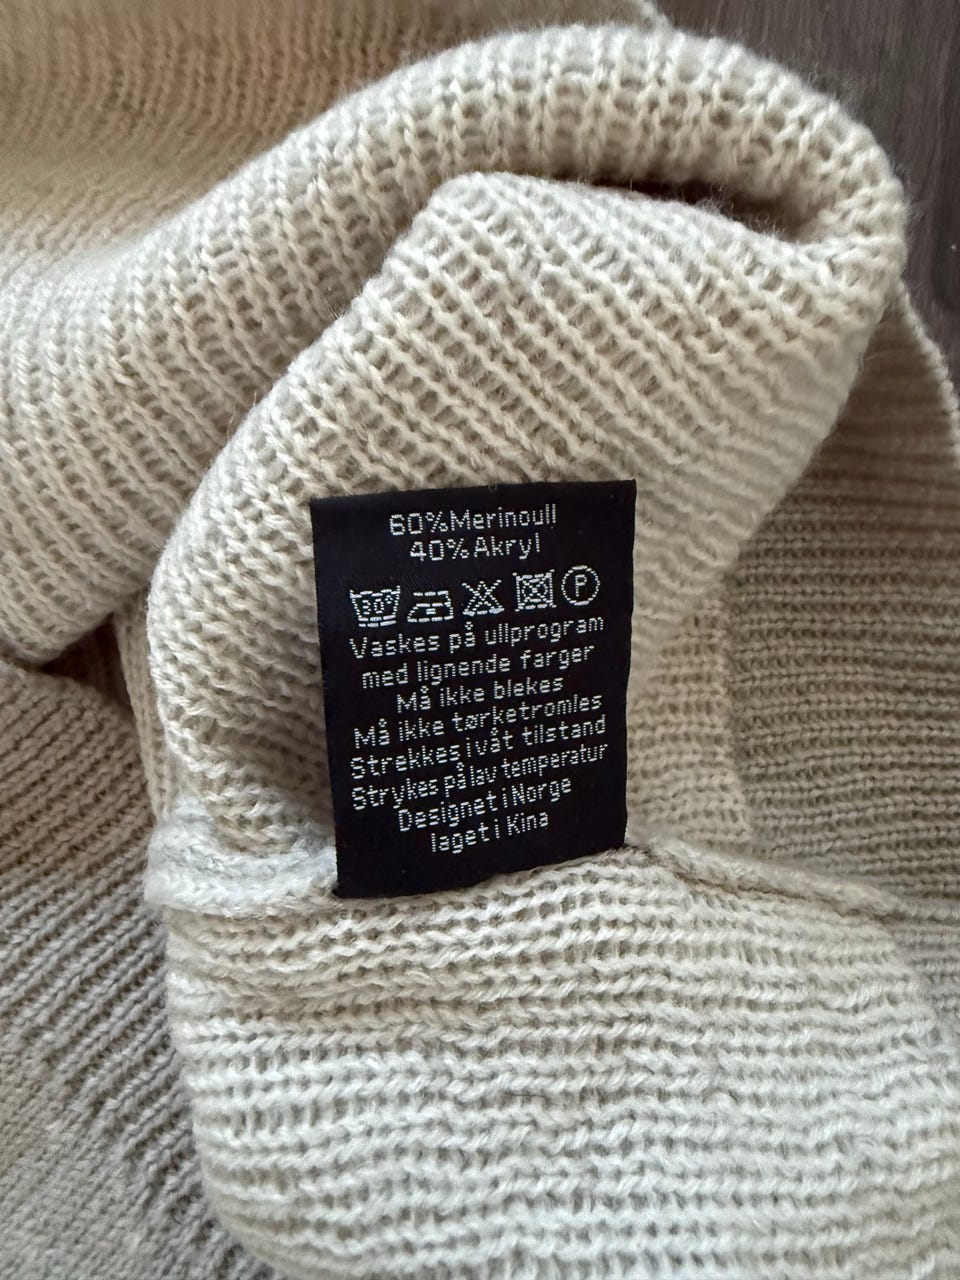 60%Merinoull
40%Akryl
30° P
Vaskes på ullprogram
med lignende farger
Må ikke blekes
Må ikke tørketromles
Strekkes i våt tilstand
Strykes på lav temperatur
Designet i Norge
laget i Kina